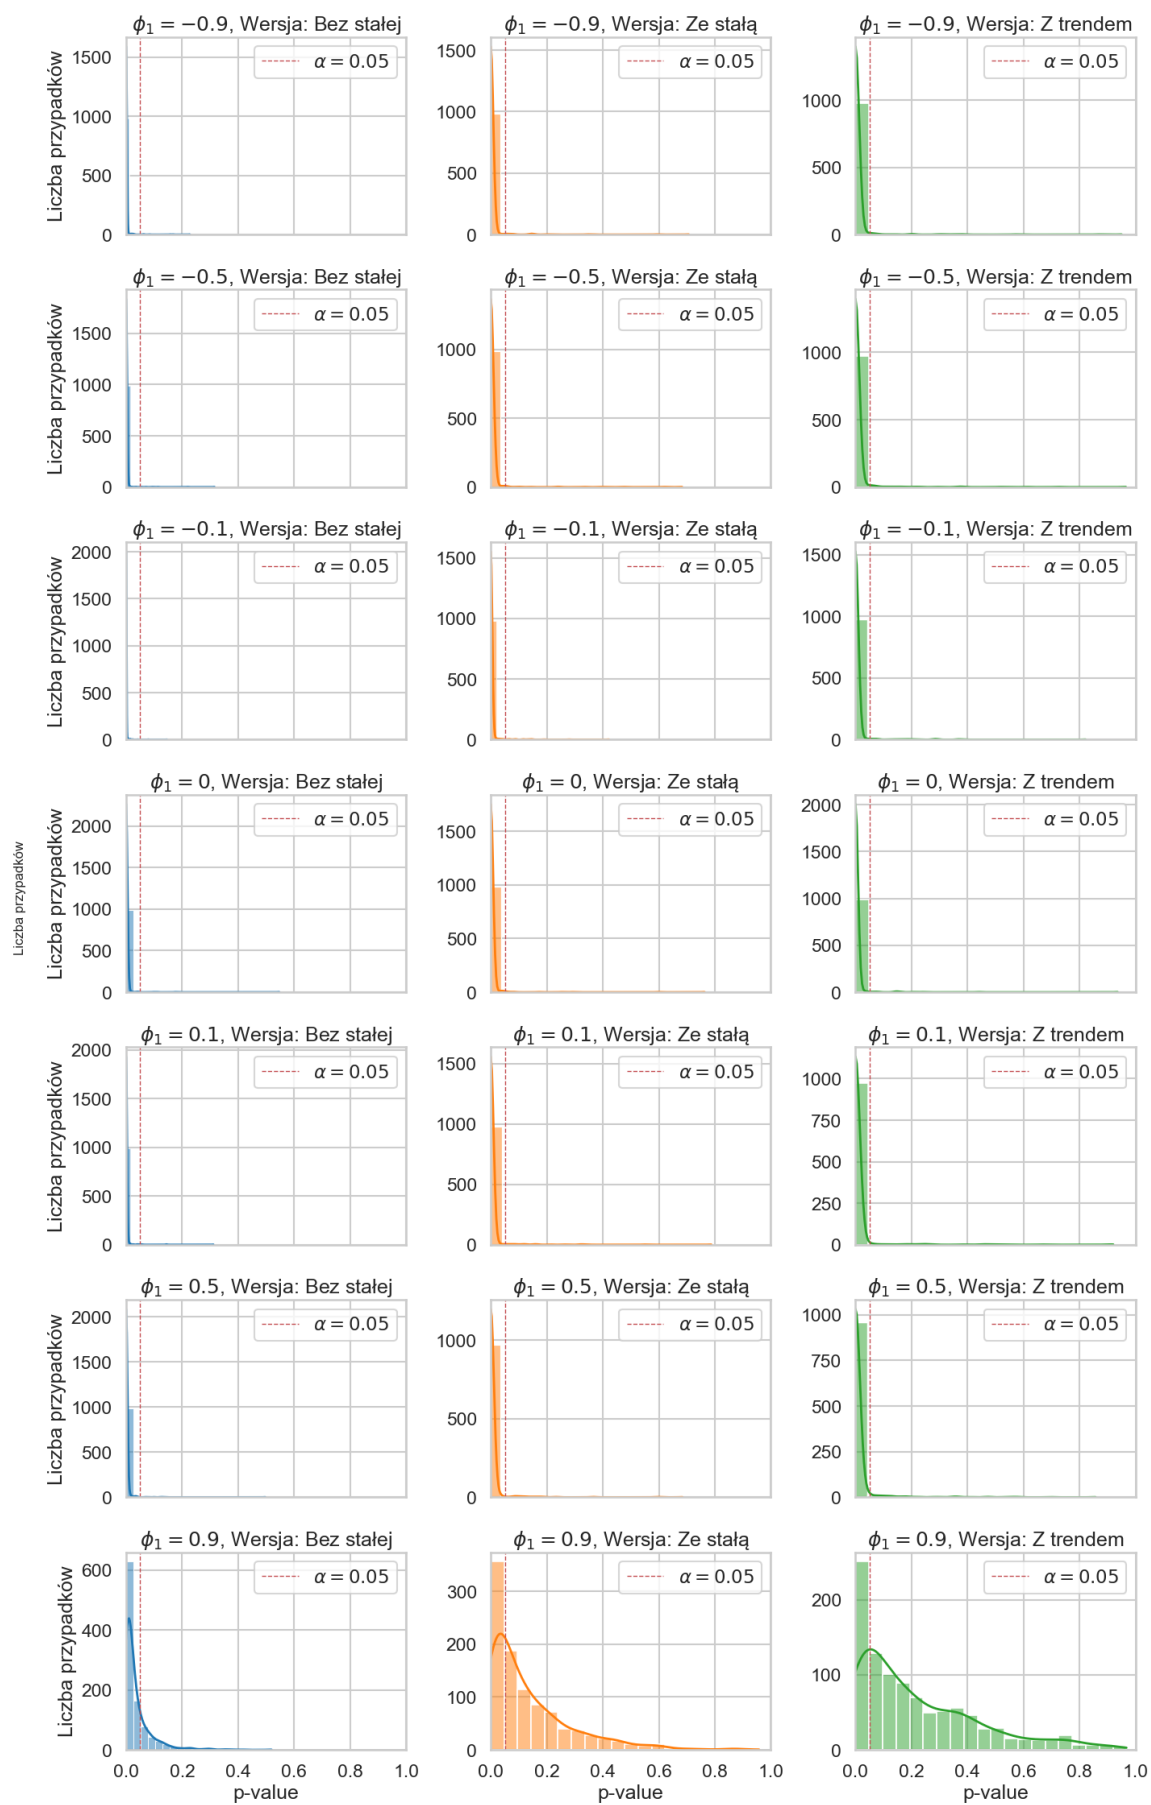 ϕ₁ = −0.9, Wersja: Bez stałej
ϕ₁ = −0.9, Wersja: Ze stałą
ϕ₁ = −0.9, Wersja: Z trendem
Liczba przypadków
1500
1000
500
0
α = 0.05
1500
1000
500
0
α = 0.05
1000
500
0
α = 0.05
ϕ₁ = −0.5, Wersja: Bez stałej
ϕ₁ = −0.5, Wersja: Ze stałą
ϕ₁ = −0.5, Wersja: Z trendem
Liczba przypadków
1500
1000
500
0
α = 0.05
1000
500
0
α = 0.05
1000
500
0
α = 0.05
ϕ₁ = −0.1, Wersja: Bez stałej
ϕ₁ = −0.1, Wersja: Ze stałą
ϕ₁ = −0.1, Wersja: Z trendem
Liczba przypadków
2000
1500
1000
500
0
α = 0.05
1500
1000
500
0
α = 0.05
1500
1000
500
0
α = 0.05
Liczba przypadków
ϕ₁ = 0, Wersja: Bez stałej
ϕ₁ = 0, Wersja: Ze stałą
ϕ₁ = 0, Wersja: Z trendem
Liczba przypadków
2000
1500
1000
500
0
α = 0.05
1500
1000
500
0
α = 0.05
2000
1500
1000
500
0
α = 0.05
ϕ₁ = 0.1, Wersja: Bez stałej
ϕ₁ = 0.1, Wersja: Ze stałą
ϕ₁ = 0.1, Wersja: Z trendem
Liczba przypadków
2000
1500
1000
500
0
α = 0.05
1500
1000
500
0
α = 0.05
1000
750
500
250
0
α = 0.05
ϕ₁ = 0.5, Wersja: Bez stałej
ϕ₁ = 0.5, Wersja: Ze stałą
ϕ₁ = 0.5, Wersja: Z trendem
Liczba przypadków
2000
1500
1000
500
0
α = 0.05
1000
500
0
α = 0.05
1000
750
500
250
0
α = 0.05
ϕ₁ = 0.9, Wersja: Bez stałej
ϕ₁ = 0.9, Wersja: Ze stałą
ϕ₁ = 0.9, Wersja: Z trendem
Liczba przypadków
600
400
200
0
α = 0.05
300
200
100
0
α = 0.05
200
100
0
α = 0.05
0.0 0.2 0.4 0.6 0.8 1.0
0.0 0.2 0.4 0.6 0.8 1.0
0.0 0.2 0.4 0.6 0.8 1.0
p-value
p-value
p-value